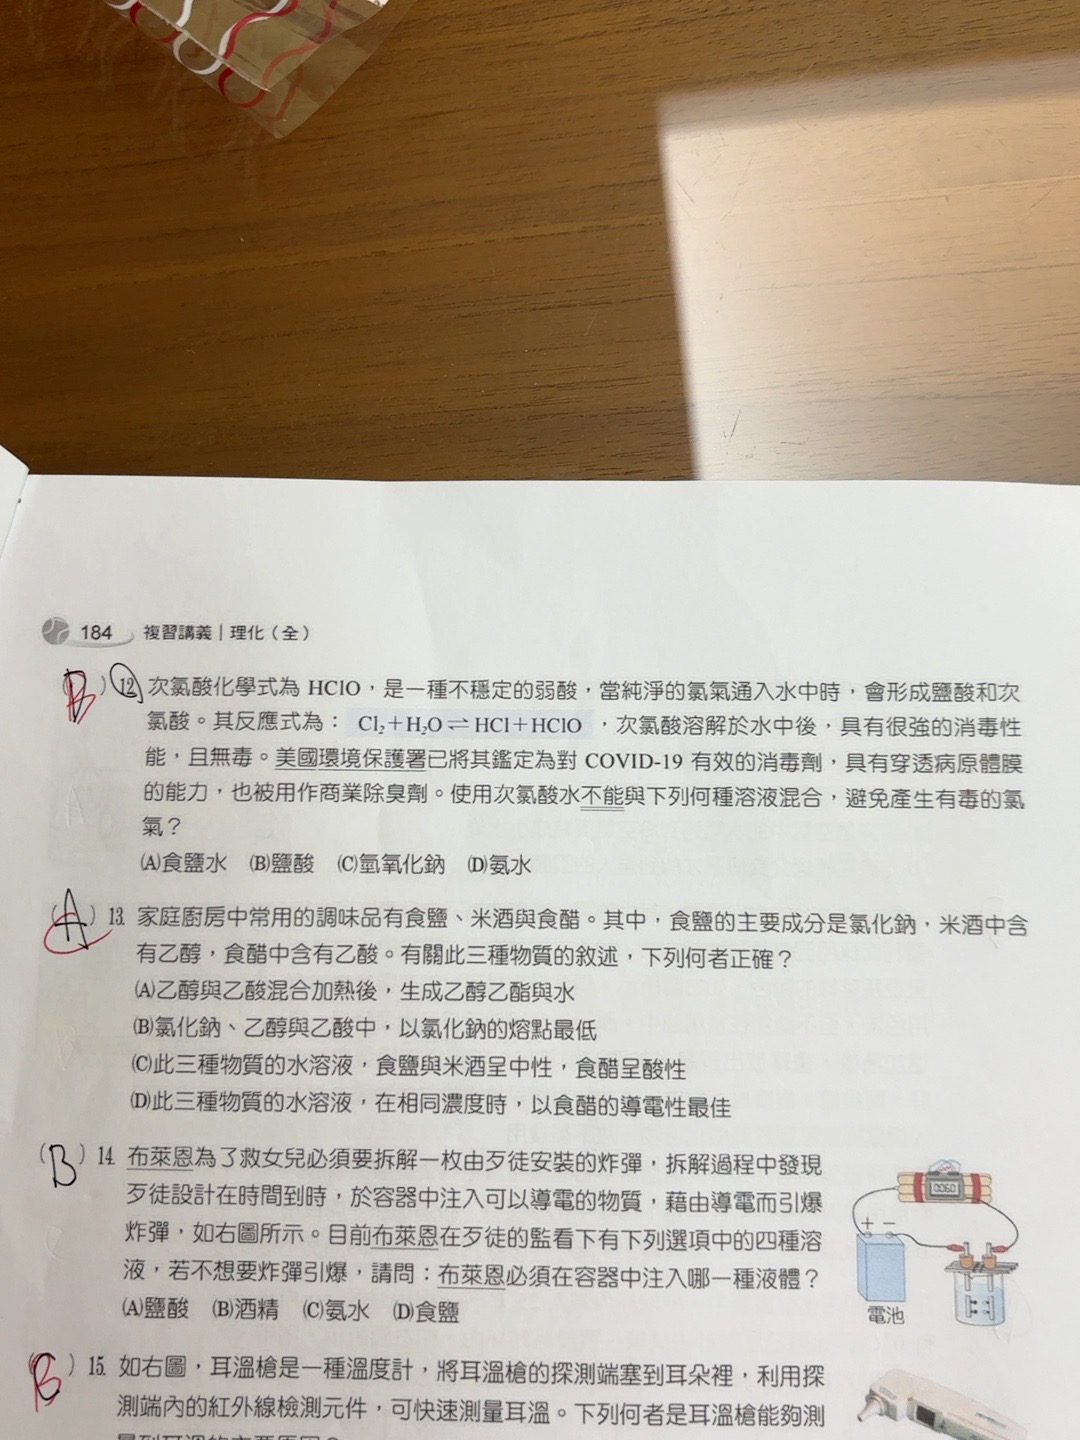 184 複習講義｜理化（全）
(B) 12. 次氯酸化學式為 HClO，是一種不穩定的弱酸，當純淨的氯氣通入水中時，會形成鹽酸和次
氯酸。其反應式為： Cl₂＋H₂O ⇌ HCl＋HClO ，次氯酸溶解於水中後，具有很強的消毒性
能，且無毒。美國環境保護署已將其鑑定為對 COVID-19 有效的消毒劑，具有穿透病原體膜
的能力，也被用作商業除臭劑。使用次氯酸水不能與下列何種溶液混合，避免產生有毒的氯
氣？
(A)食鹽水 (B)鹽酸 (C)氫氧化鈉 (D)氨水
(A) 13. 家庭廚房中常用的調味品有食鹽、米酒與食醋。其中，食鹽的主要成分是氯化鈉，米酒中含
有乙醇，食醋中含有乙酸。有關此三種物質的敘述，下列何者正確？
(A)乙醇與乙酸混合加熱後，生成乙醇乙酯與水
(B)氯化鈉、乙醇與乙酸中，以氯化鈉的熔點最低
(C)此三種物質的水溶液，食鹽與米酒呈中性，食醋呈酸性
(D)此三種物質的水溶液，在相同濃度時，以食醋的導電性最佳
(B) 14. 布萊恩為了救女兒必須要拆解一枚由歹徒安裝的炸彈，拆解過程中發現
歹徒設計在時間到時，於容器中注入可以導電的物質，藉由導電而引爆
炸彈，如右圖所示。目前布萊恩在歹徒的監看下有下列選項中的四種溶
液，若不想要炸彈引爆，請問：布萊恩必須在容器中注入哪一種液體？
(A)鹽酸 (B)酒精 (C)氨水 (D)食鹽
＋ －
電池
15. 如右圖，耳溫槍是一種溫度計，將耳溫槍的探測端塞到耳朵裡，利用探
測端內的紅外線檢測元件，可快速測量耳溫。下列何者是耳溫槍能夠測